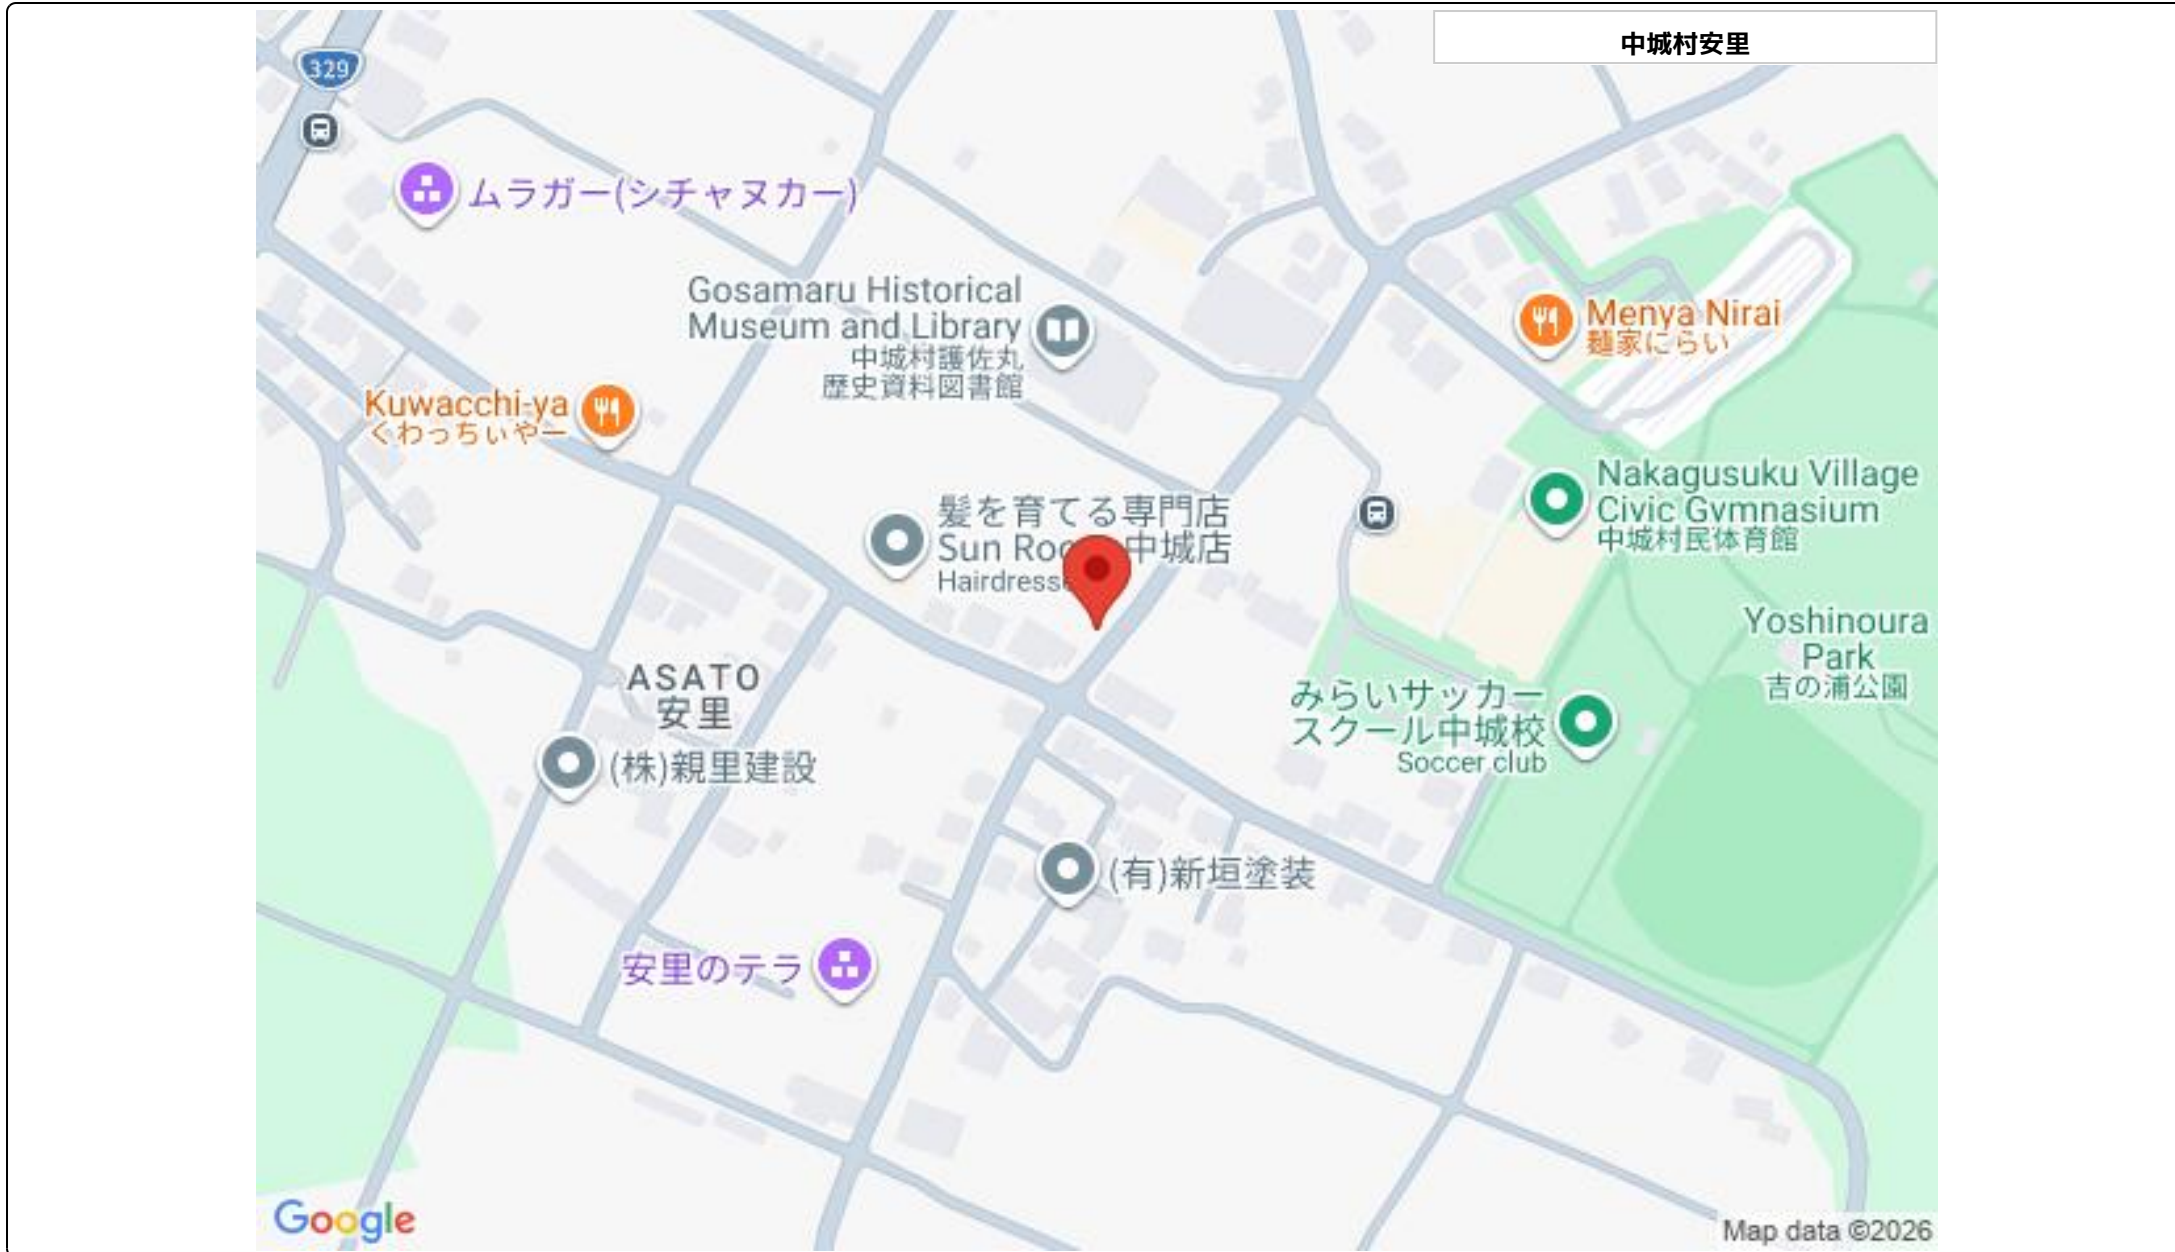 中城村安里
329
ムラガー(シチャヌカー)
Gosamaru Historical
Museum and Library
中城村護佐丸
歴史資料図書館
Menya Nirai
麺家にらい
Kuwacchi-ya
くわっちぃやー
髪を育てる専門店
Sun 中城店
Nakagusuku Village
Civic Gymnasium
中城村民体育館
Yoshinoura
Park
吉の浦公園
ASATO
安里
みらいサッカー
スクール中城校
Soccer club
(株)親里建設
(有)新垣塗装
安里のテラ
Google
Map data ©2026